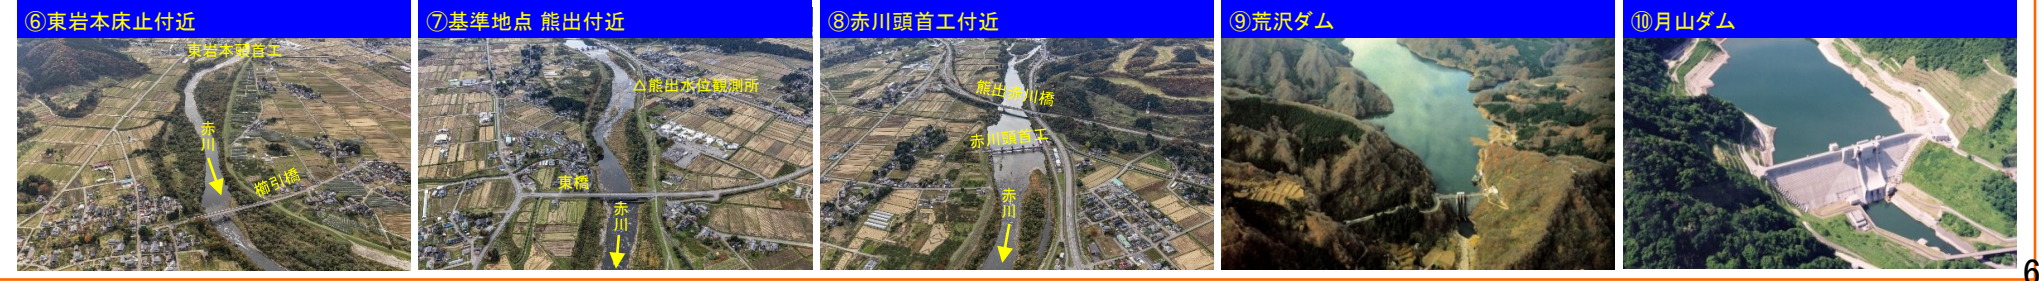 ⑥東岩本床止付近
東岩本頭首工
赤川
櫛引橋
⑦基準地点 熊出付近
△熊出水位観測所
東橋
赤川
⑧赤川頭首工付近
熊出赤川橋
赤川頭首工
赤川
⑨荒沢ダム
⑩月山ダム
6